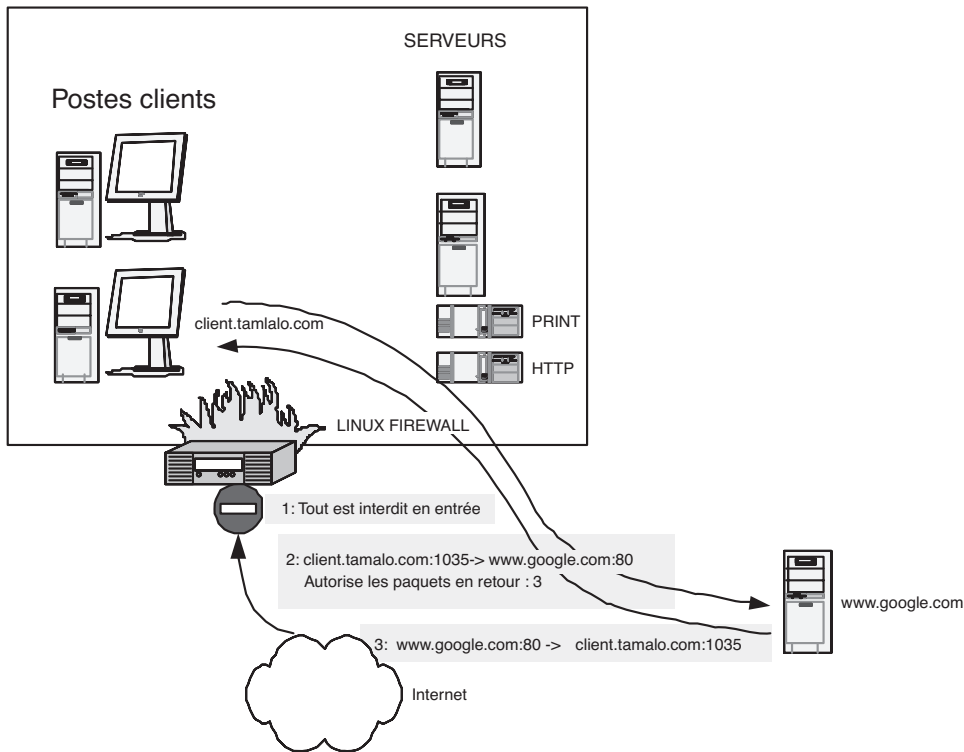 SERVEURS
Postes clients
client.tamlalo.com
PRINT
HTTP
LINUX FIREWALL
1: Tout est interdit en entrée
2: client.tamalo.com:1035-> www.google.com:80
Autorise les paquets en retour : 3
www.google.com
3: www.google.com:80 -> client.tamalo.com:1035
Internet